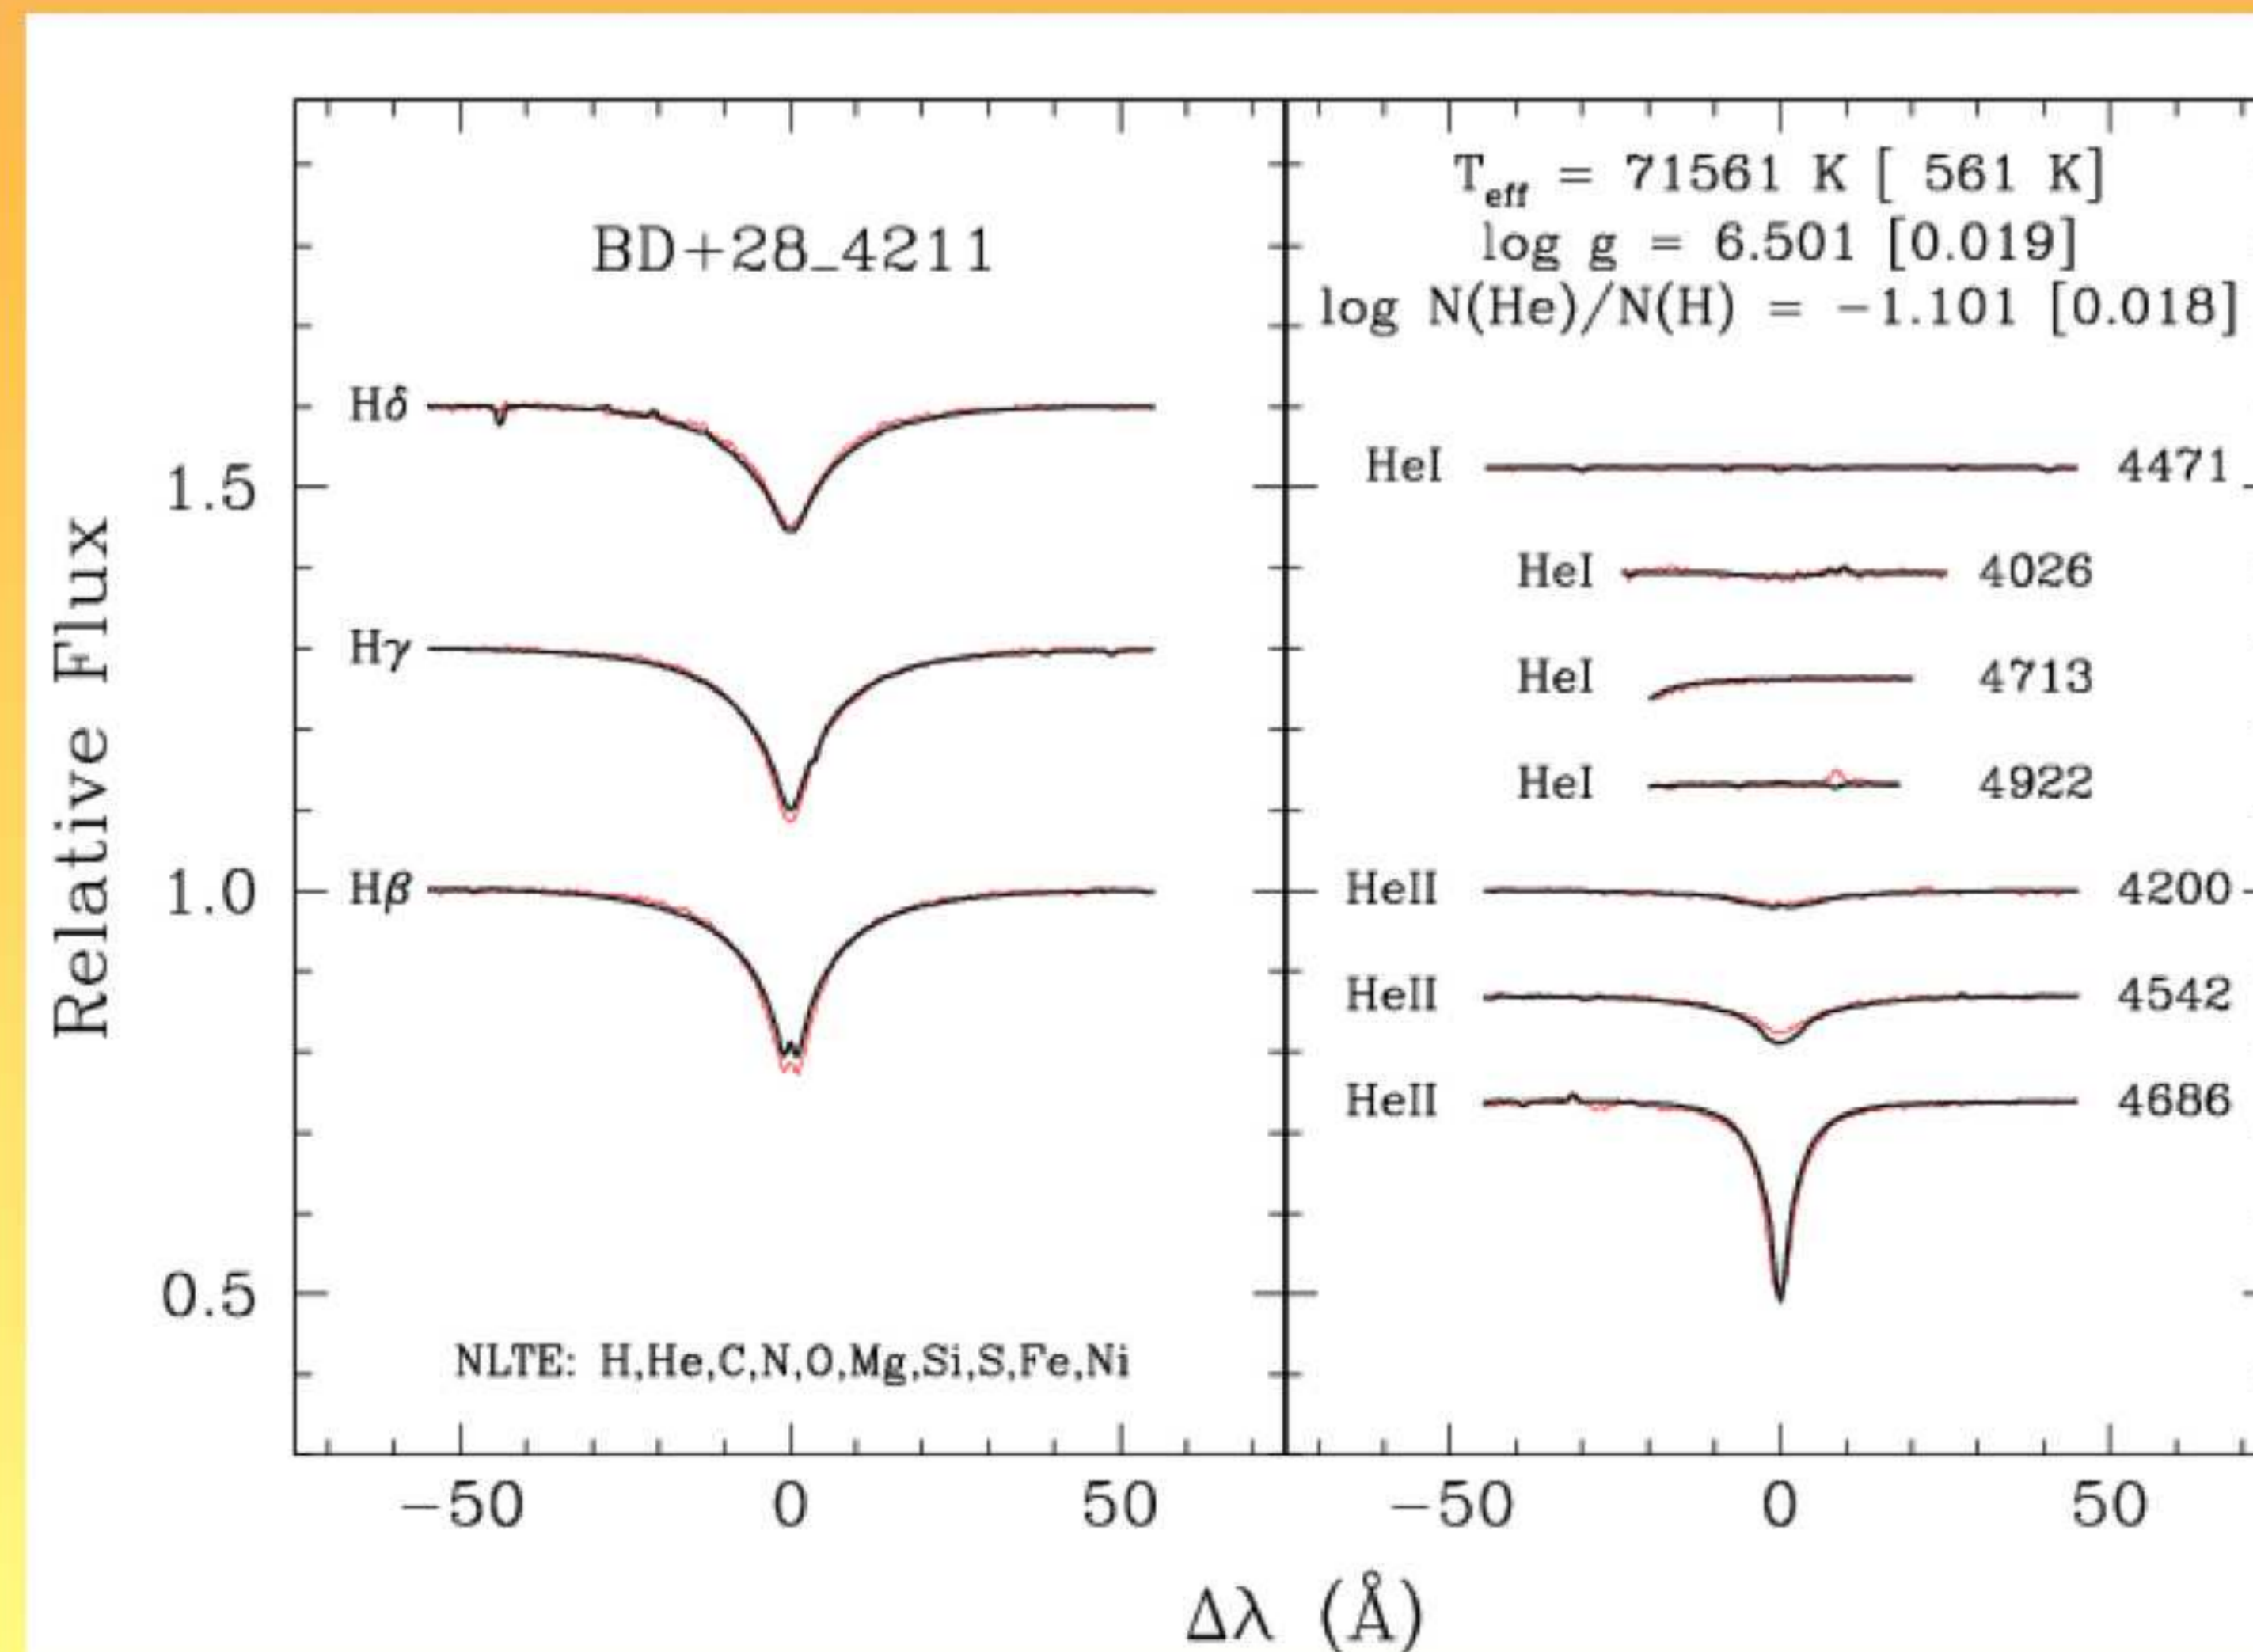 BD+28_4211
T_eff = 71561 K [ 561 K]
log g = 6.501 [0.019]
log N(He)/N(H) = −1.101 [0.018]
Relative Flux
1.5
1.0
0.5
Hδ
Hγ
Hβ
HeI 4471
HeI 4026
HeI 4713
HeI 4922
HeII 4200
HeII 4542
HeII 4686
NLTE: H,He,C,N,O,Mg,Si,S,Fe,Ni
−50 0 50
−50 0 50
Δλ (Å)